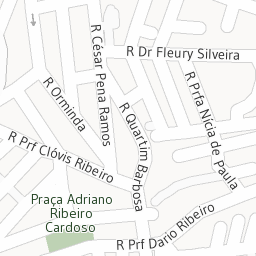 R César Pena Ramos
R Dr Fleury Silveira
R Orminda
R Quartim Barbosa
R Prfa Nícia de Paula
R Prf Clóvis Ribeiro
Praça Adriano
Ribeiro
Cardoso
R Prf Dario Ribeiro